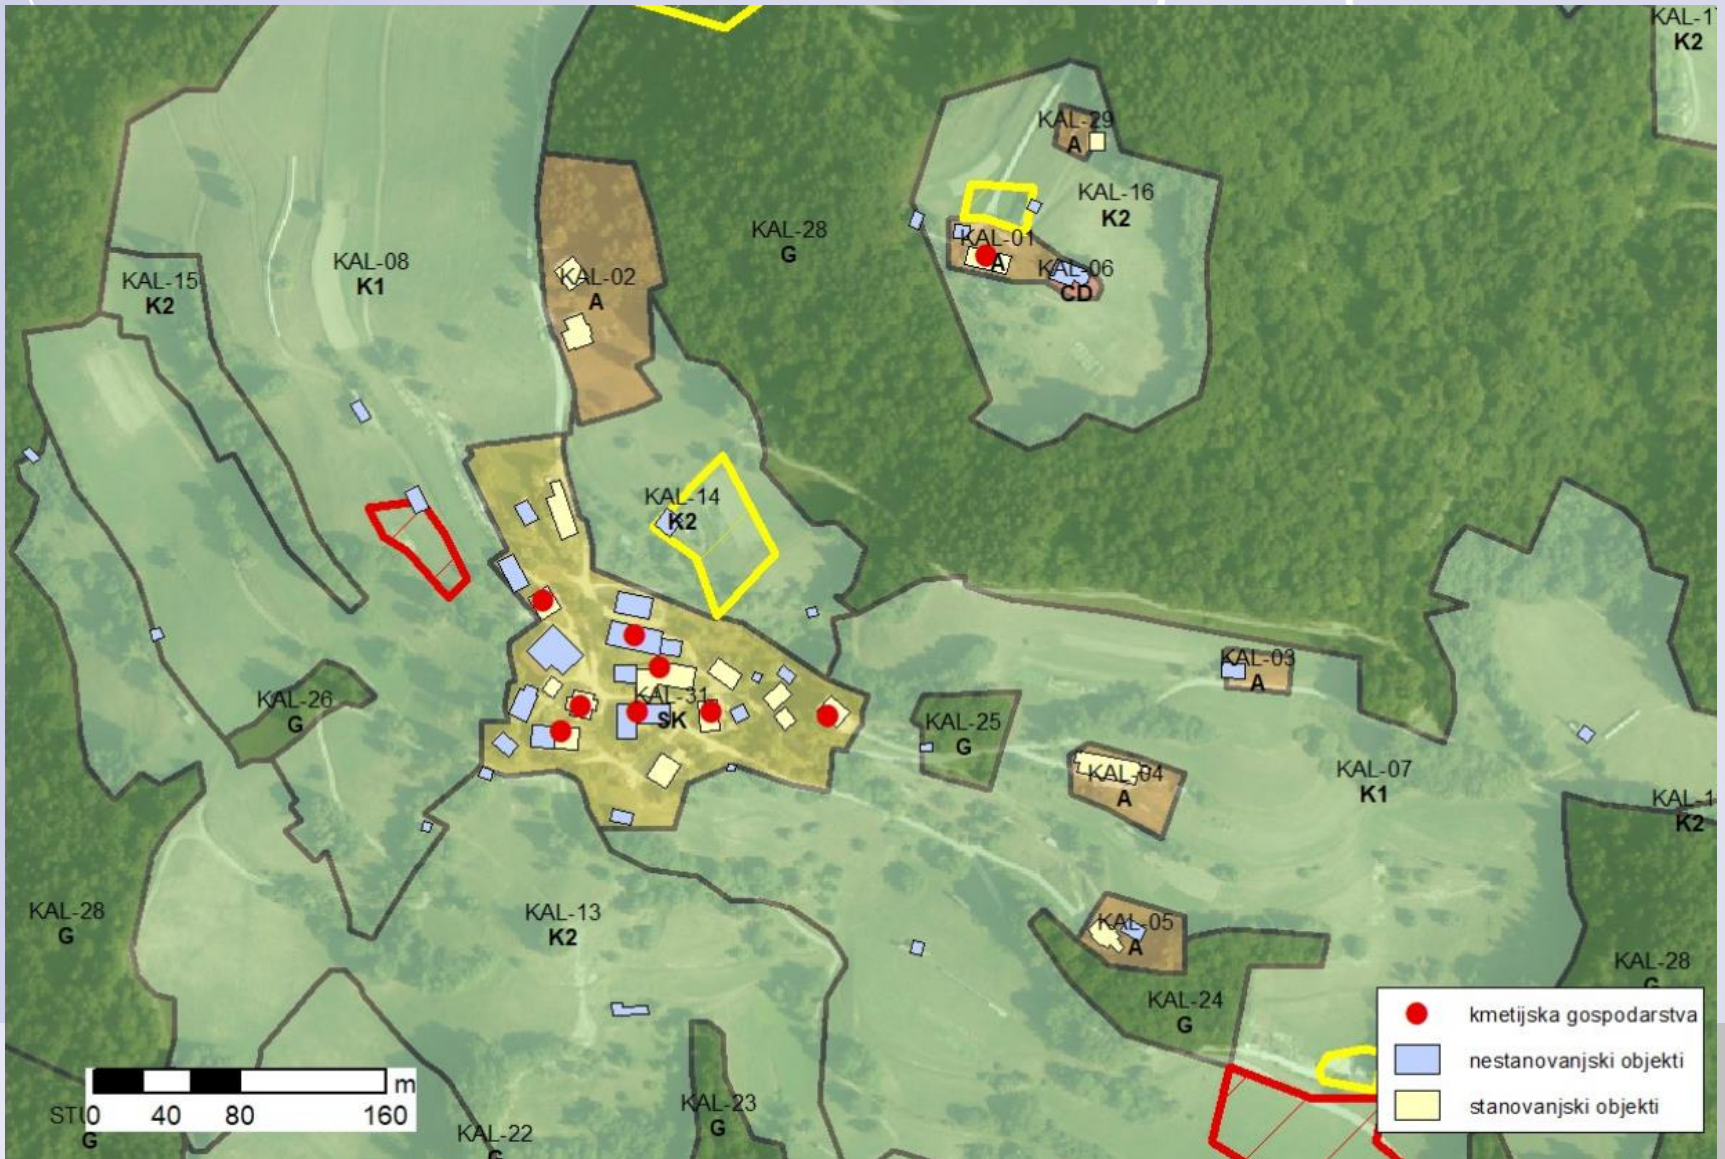 KAL-1
K2
KAL-29
A
KAL-16
K2
KAL-28
G
KAL-01
A
KAL-06
CD
KAL-08
K1
KAL-15
K2
KAL-02
A
KAL-14
K2
KAL-03
A
KAL-26
G
KAL-31
SK
KAL-25
G
KAL-04
A
KAL-07
K1
KAL-1
K2
KAL-28
G
KAL-13
K2
KAL-05
A
KAL-28
G
KAL-24
G
kmetijska gospodarstva
nestanovanjski objekti
stanovanjski objekti
m
0 40 80 160
STU
G
KAL-23
G
KAL-22
G